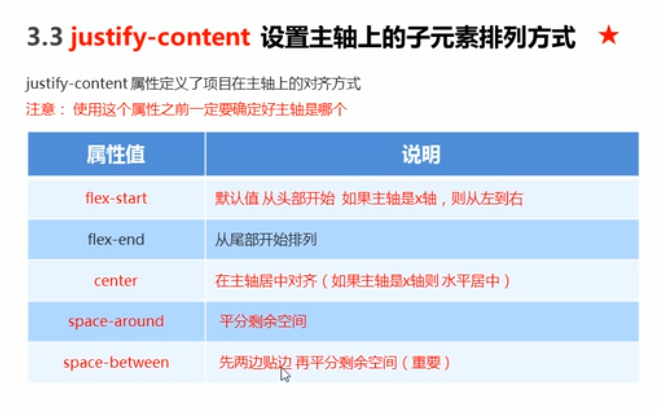 3.3 justify-content 设置主轴上的子元素排列方式
justify-content 属性定义了项目在主轴上的对齐方式
注意： 使用这个属性之前一定要确定好主轴是哪个
属性值 说明
flex-start 默认值 从头部开始 如果主轴是x轴，则从左到右
flex-end 从尾部开始排列
center 在主轴居中对齐（如果主轴是x轴则 水平居中）
space-around 平分剩余空间
space-between 先两边贴边 再平分剩余空间（重要）